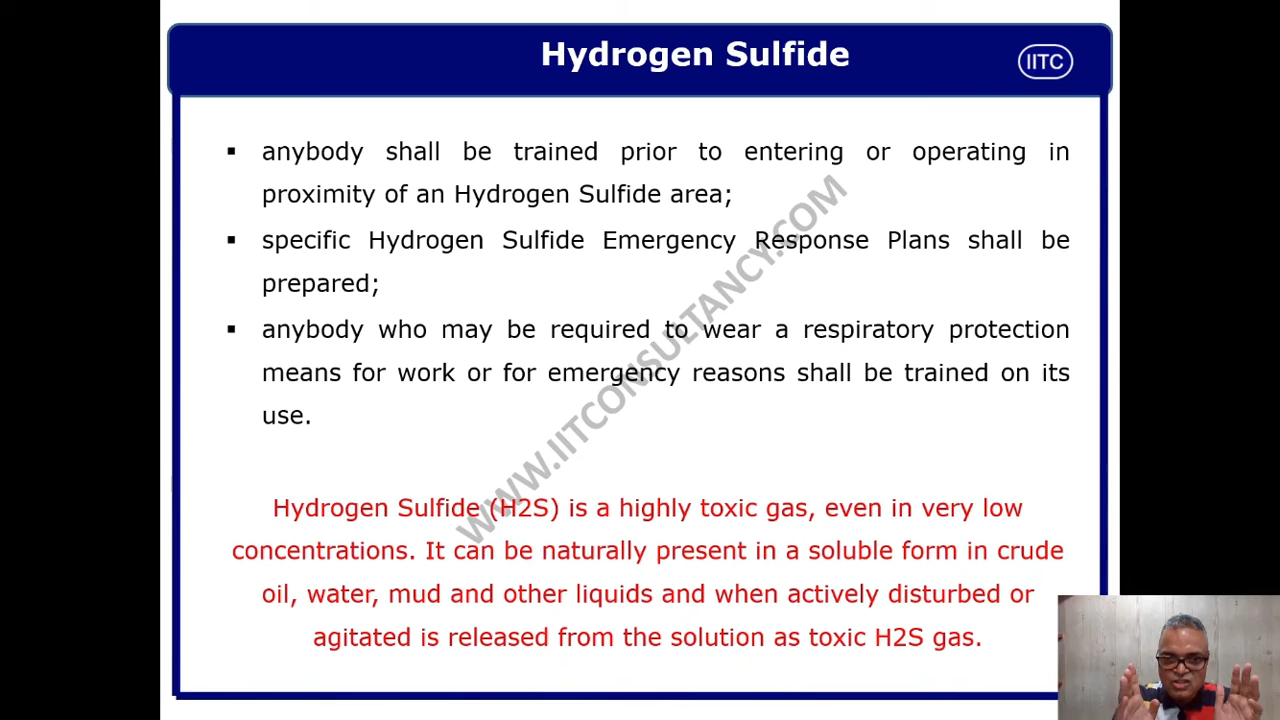 Hydrogen Sulfide
IITC
▪ anybody shall be trained prior to entering or operating in
proximity of an Hydrogen Sulfide area;
▪ specific Hydrogen Sulfide Emergency Response Plans shall be
prepared;
▪ anybody who may be required to wear a respiratory protection
means for work or for emergency reasons shall be trained on its
use.
WWW.IITCONSULTANCY.COM
Hydrogen Sulfide (H2S) is a highly toxic gas, even in very low
concentrations. It can be naturally present in a soluble form in crude
oil, water, mud and other liquids and when actively disturbed or
agitated is released from the solution as toxic H2S gas.